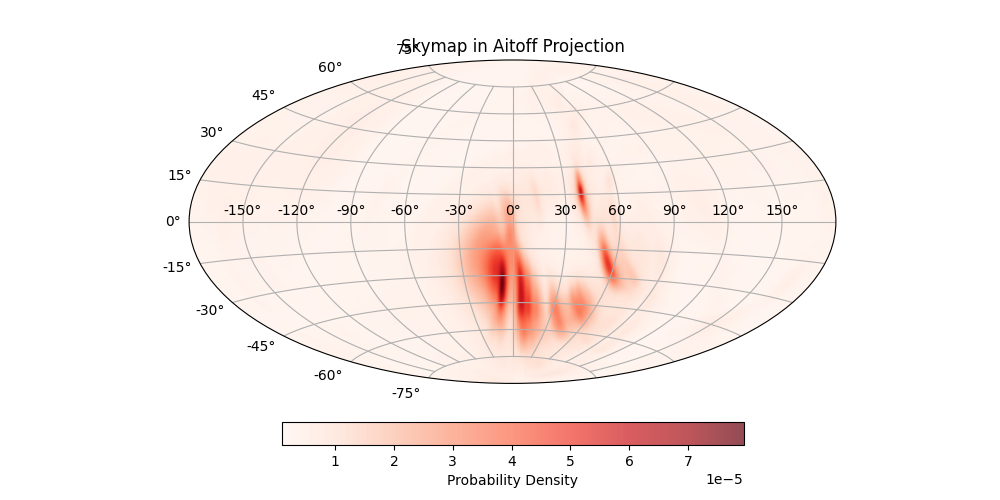 Skymap in Aitoff Projection
75°
60°
45°
30°
15°
-150° -120° -90° -60° -30° 0° 30° 60° 90° 120° 150°
0°
-15°
-30°
-45°
-60°
-75°
1 2 3 4 5 6 7
1e−5
Probability Density